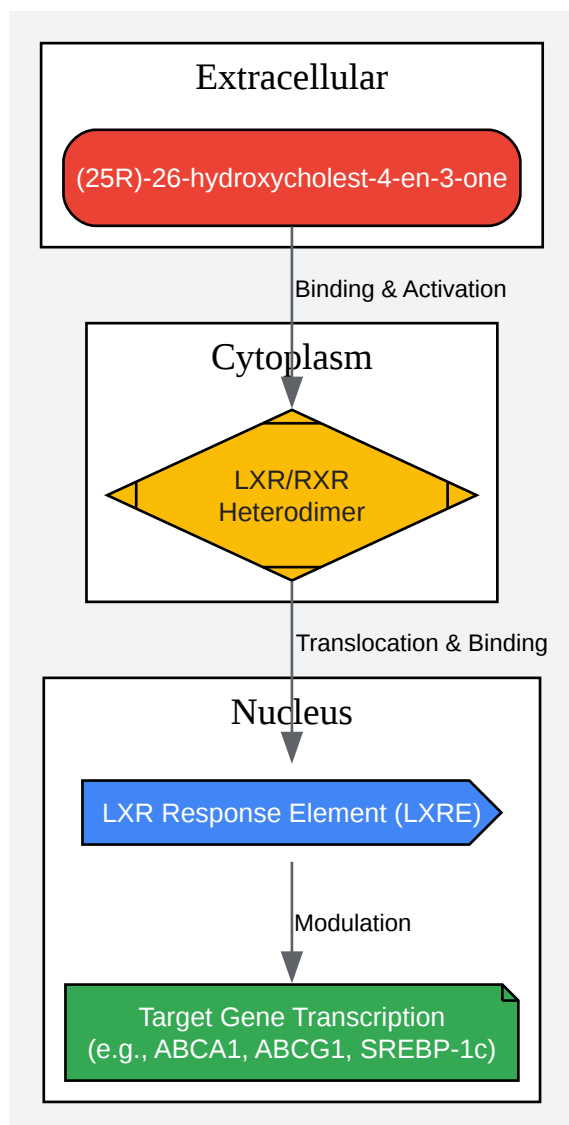 Extracellular
(25R)-26-hydroxycholest-4-en-3-one
Binding & Activation
Cytoplasm
LXR/RXR
Heterodimer
Translocation & Binding
Nucleus
LXR Response Element (LXRE)
Modulation
Target Gene Transcription
(e.g., ABCA1, ABCG1, SREBP-1c)